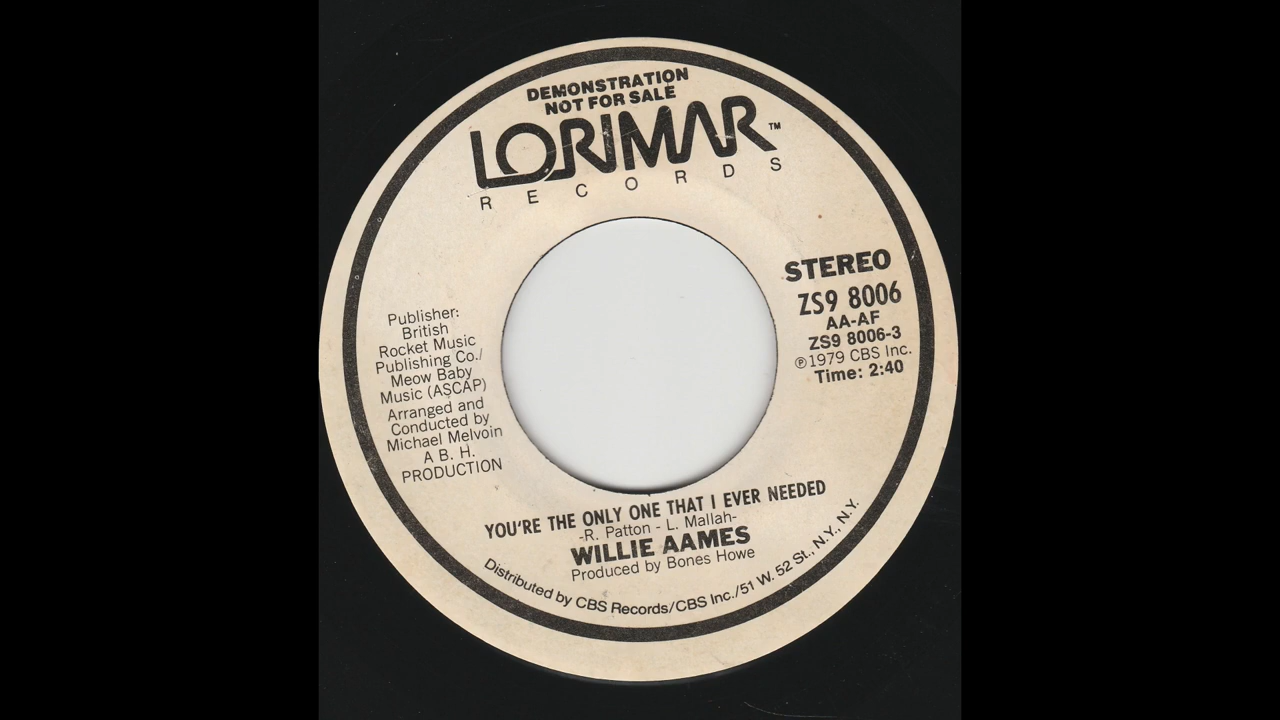 DEMONSTRATION
NOT FOR SALE
LORIMAR™
RECORDS
STEREO
ZS9 8006
AA-AF
ZS9 8006-3
℗1979 CBS Inc.
Time: 2:40
Publisher:
British
Rocket Music
Publishing Co./
Meow Baby
Music (ASCAP)
Arranged and
Conducted by
Michael Melvoin
A B. H.
PRODUCTION
YOU'RE THE ONLY ONE THAT I EVER NEEDED
-R. Patton - L. Mallah-
WILLIE AAMES
Produced by Bones Howe
Distributed by CBS Records/CBS Inc./51 W. 52 St., N.Y., N.Y.